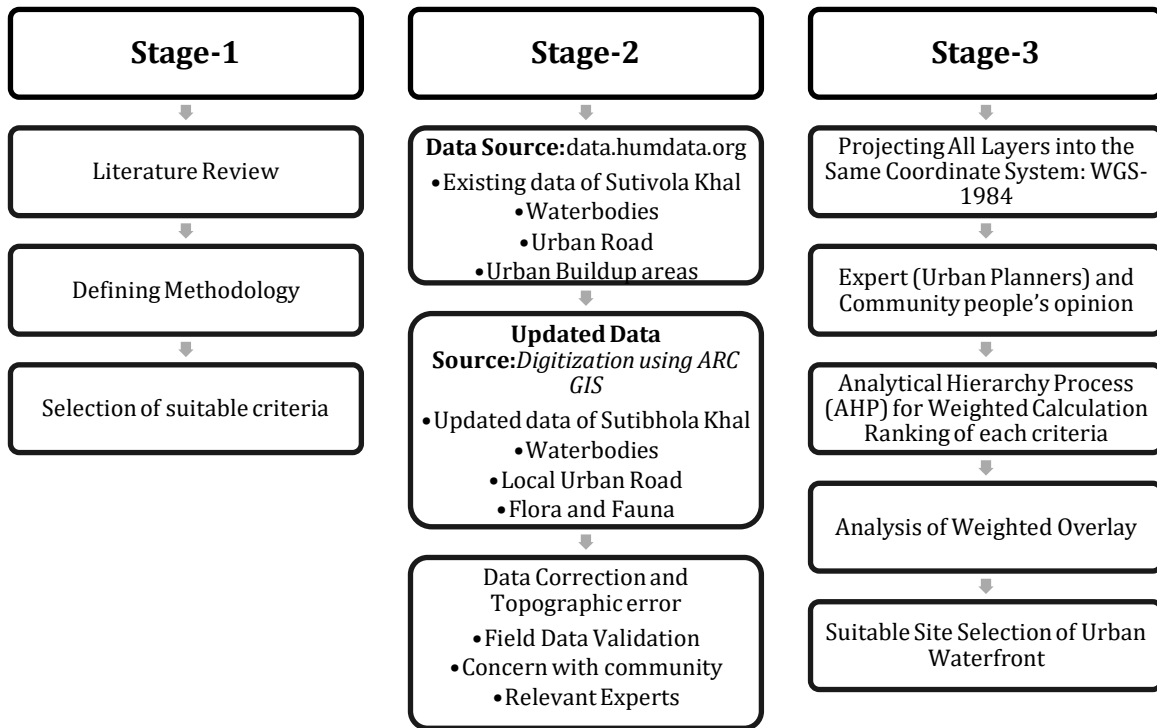 Stage-1
Literature Review
Defining Methodology
Selection of suitable criteria
Stage-2
Data Source:data.humdata.org
•Existing data of Sutivola Khal
•Waterbodies
•Urban Road
•Urban Buildup areas
Updated Data
Source:Digitization using ARC
GIS
•Updated data of Sutibhola Khal
•Waterbodies
•Local Urban Road
•Flora and Fauna
Data Correction and
Topographic error
•Field Data Validation
•Concern with community
•Relevant Experts
Stage-3
Projecting All Layers into the
Same Coordinate System: WGS-
1984
Expert (Urban Planners) and
Community people’s opinion
Analytical Hierarchy Process
(AHP) for Weighted Calculation
Ranking of each criteria
Analysis of Weighted Overlay
Suitable Site Selection of Urban
Waterfront